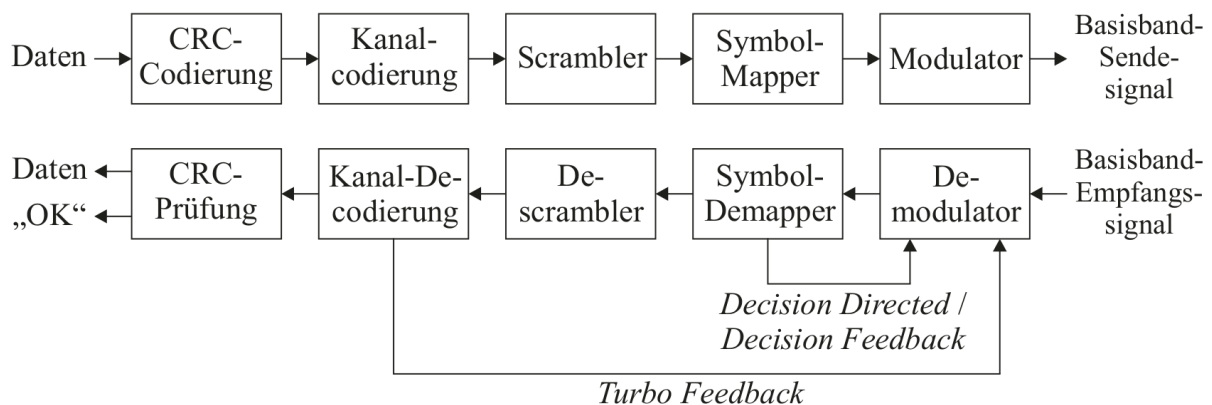 Daten
CRC-
Codierung
Kanal-
codierung
Scrambler
Symbol-
Mapper
Modulator
Basisband-
Sende-
signal
Daten
„OK“
CRC-
Prüfung
Kanal-De-
codierung
De-
scrambler
Symbol-
Demapper
De-
modulator
Basisband-
Empfangs-
signal
Decision Directed /
Decision Feedback
Turbo Feedback